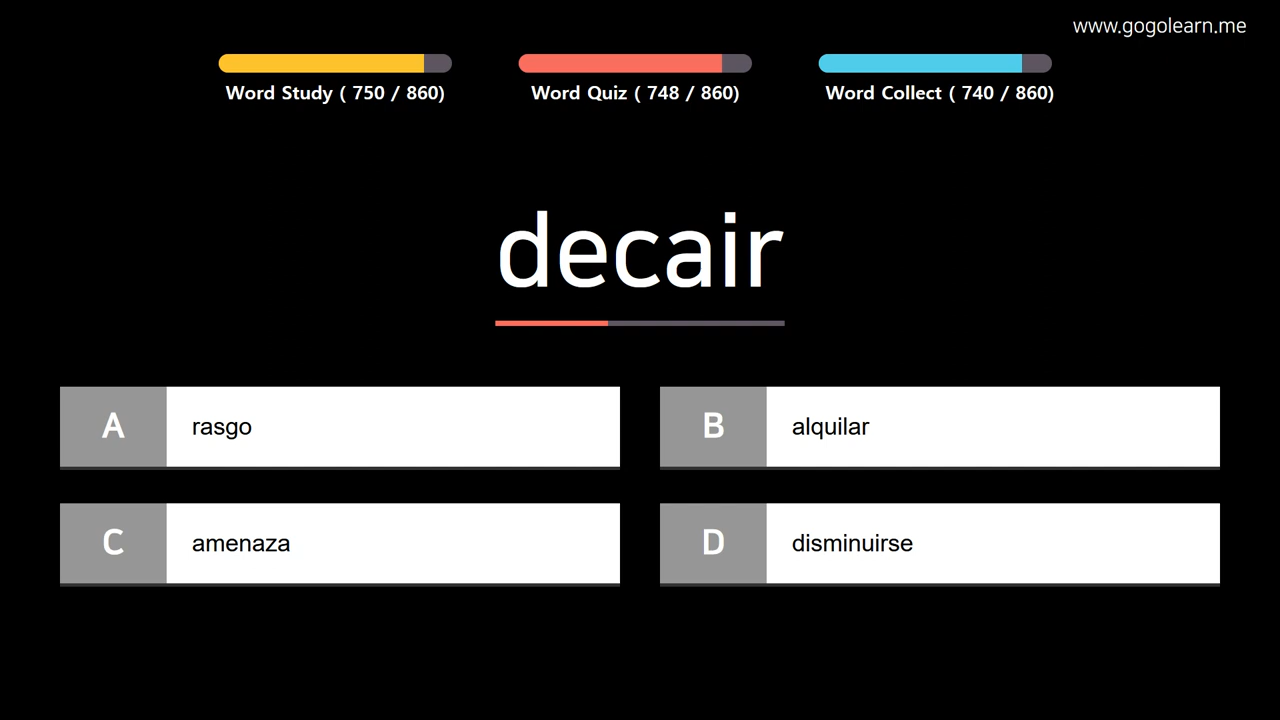 www.gogolearn.me
Word Study ( 750 / 860)
Word Quiz ( 748 / 860)
Word Collect ( 740 / 860)
decair
A rasgo
B alquilar
C amenaza
D disminuirse